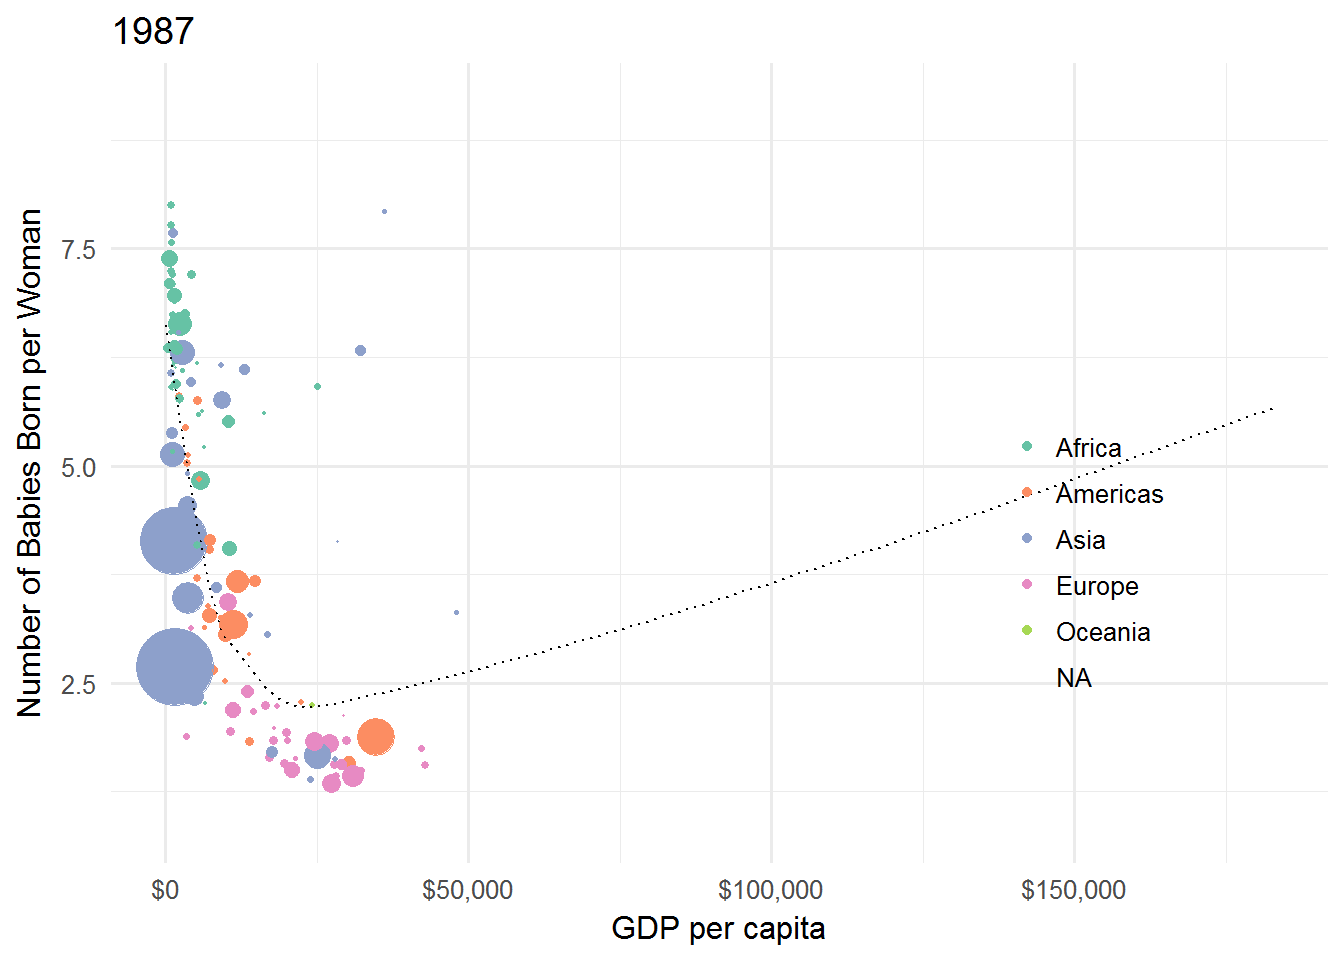 1987
Number of Babies Born per Woman
7.5
5.0
2.5
Africa
Americas
Asia
Europe
Oceania
NA
$0
$50,000
$100,000
$150,000
GDP per capita